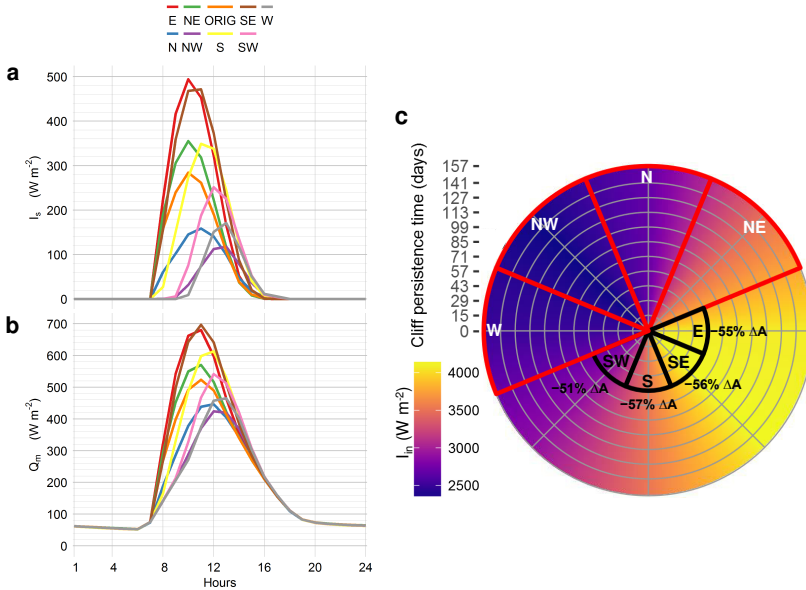 E NE ORIG SE W
N NW S SW
a
500
400
300
200
100
0
Is (W m-2)
b
700
600
500
400
300
200
100
0
Qm (W m-2)
1 4 8 12 16 20 24
Hours
c
Cliff persistence time (days)
157
141
127
113
99
85
71
57
43
29
15
0
N
NW
NE
W
E
SW
SE
S
−55% ΔA
−56% ΔA
−51% ΔA
−57% ΔA
Iin (W m-2)
4000
3500
3000
2500